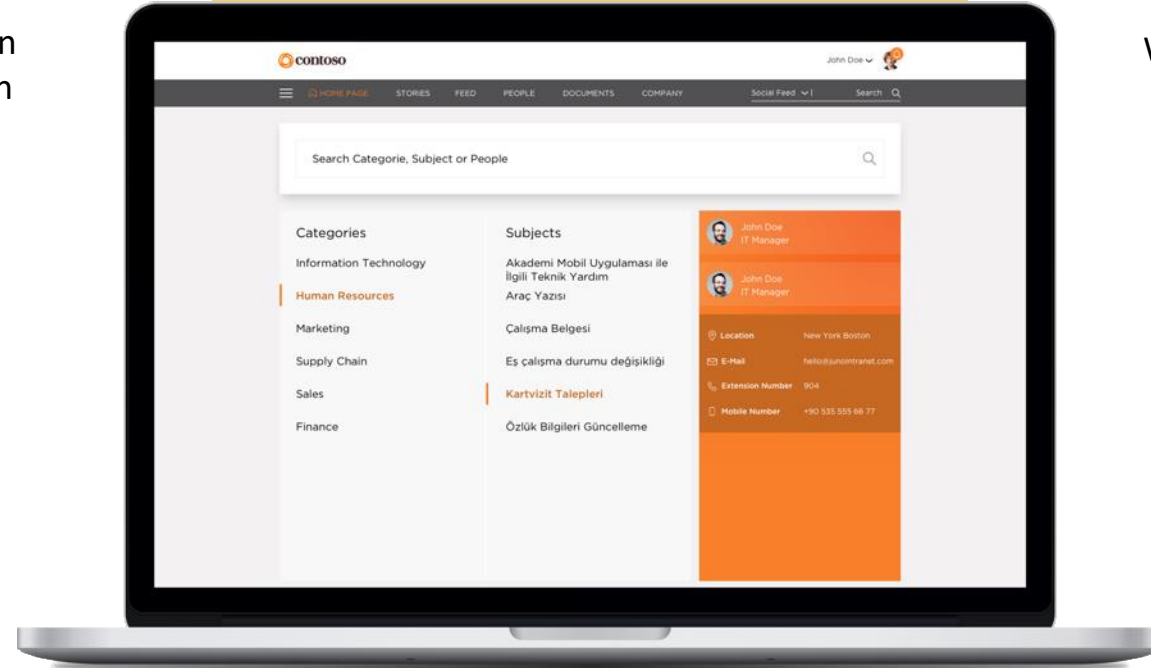 contoso
John Doe
HOME PAGE STORIES FEED PEOPLE DOCUMENTS COMPANY Social Feed Search
Search Categorie, Subject or People
Categories
Information Technology
Human Resources
Marketing
Supply Chain
Sales
Finance
Subjects
Akademi Mobil Uygulaması ile
İlgili Teknik Yardım
Araç Yazısı
Çalışma Belgesi
Eş çalışma durumu değişikliği
Kartvizit Talepleri
Özlük Bilgileri Güncelleme
John Doe
IT Manager
John Doe
IT Manager
Location New York Boston
E-Mail hello@junointranet.com
Extension Number 904
Mobile Number +90 535 555 66 77